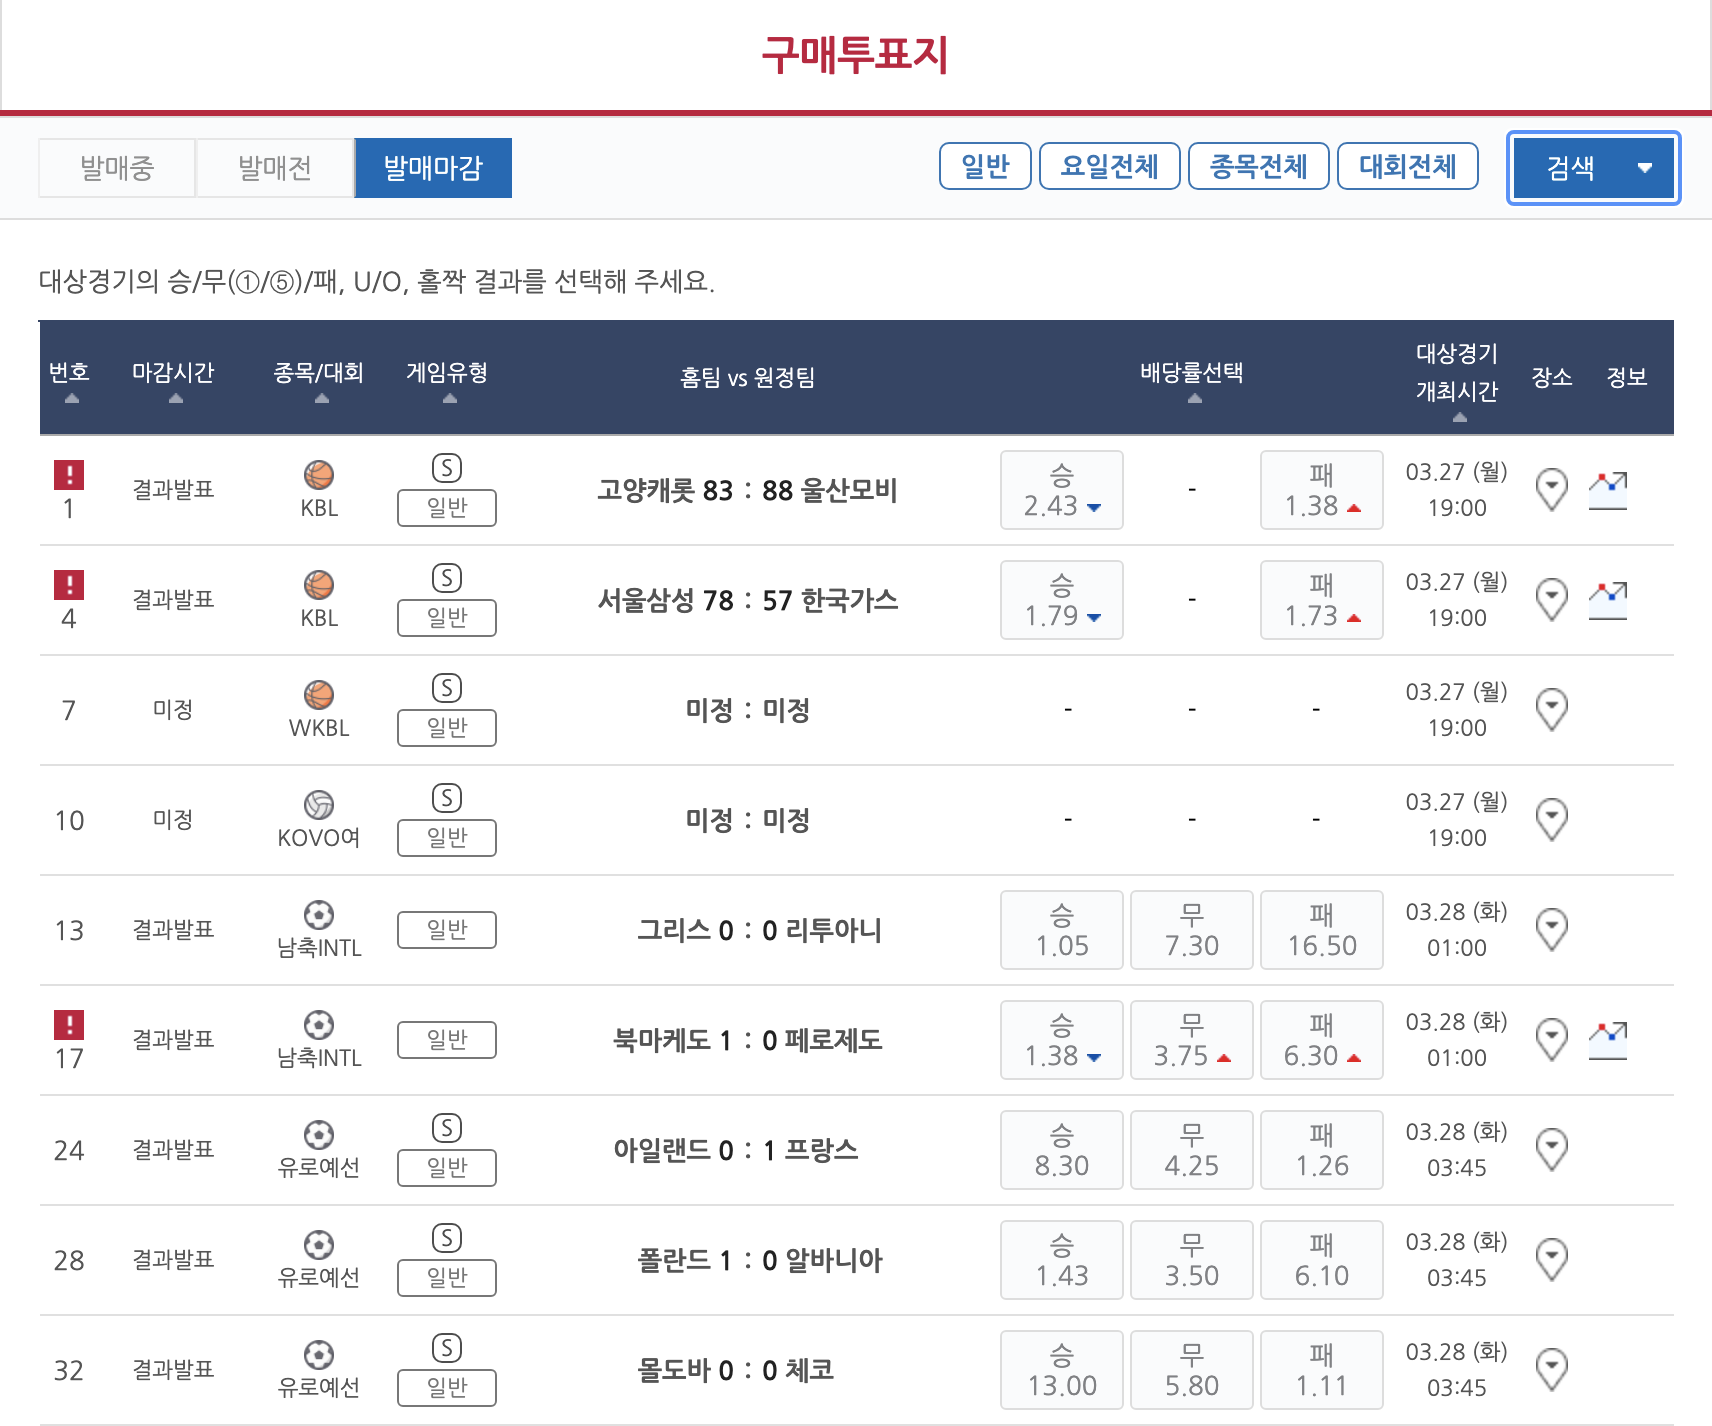 구매투표지
발매중 발매전 발매마감 일반 요일전체 종목전체 대회전체 검색
대상경기의 승/무(①/⑤)/패, U/O, 홀짝 결과를 선택해 주세요.
번호 마감시간 종목/대회 게임유형 홈팀 vs 원정팀 배당률선택 대상경기 개최시간 장소 정보
1 결과발표 KBL S 일반 고양캐롯 83 : 88 울산모비 승 2.43 - 패 1.38 03.27 (월) 19:00
4 결과발표 KBL S 일반 서울삼성 78 : 57 한국가스 승 1.79 - 패 1.73 03.27 (월) 19:00
7 미정 WKBL S 일반 미정 : 미정 - - - 03.27 (월) 19:00
10 미정 KOVO여 S 일반 미정 : 미정 - - - 03.27 (월) 19:00
13 결과발표 남축INTL 일반 그리스 0 : 0 리투아니 승 1.05 무 7.30 패 16.50 03.28 (화) 01:00
17 결과발표 남축INTL 일반 북마케도 1 : 0 페로제도 승 1.38 무 3.75 패 6.30 03.28 (화) 01:00
24 결과발표 유로예선 S 일반 아일랜드 0 : 1 프랑스 승 8.30 무 4.25 패 1.26 03.28 (화) 03:45
28 결과발표 유로예선 S 일반 폴란드 1 : 0 알바니아 승 1.43 무 3.50 패 6.10 03.28 (화) 03:45
32 결과발표 유로예선 S 일반 몰도바 0 : 0 체코 승 13.00 무 5.80 패 1.11 03.28 (화) 03:45